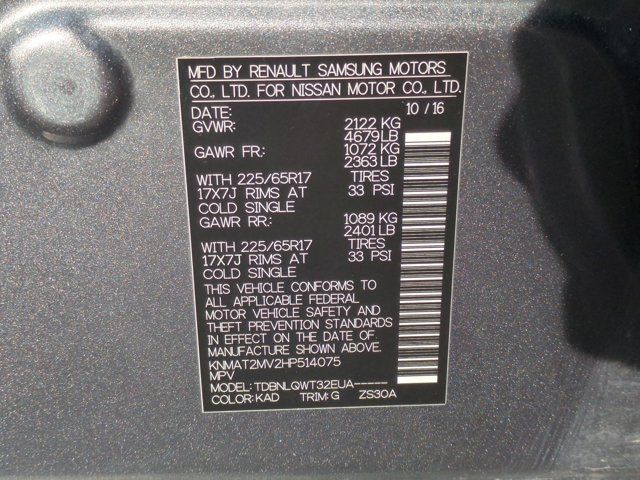 MFD BY RENAULT SAMSUNG MOTORS
CO., LTD. FOR NISSAN MOTOR CO., LTD.
DATE: 10/16
GVWR: 2122 KG
4679LB
GAWR FR: 1072 KG
2363 LB
WITH 225/65R17 TIRES
17X7J RIMS AT 33 PSI
COLD SINGLE
GAWR RR: 1089 KG
2401 LB
WITH 225/65R17 TIRES
17X7J RIMS AT 33 PSI
COLD SINGLE
THIS VEHICLE CONFORMS TO
ALL APPLICABLE FEDERAL
MOTOR VEHICLE SAFETY AND
THEFT PREVENTION STANDARDS
IN EFFECT ON THE DATE OF
MANUFACTURE SHOWN ABOVE.
KNMAT2MV2HP514075
MPV
MODEL: TDBNLQWT32EUA-----
COLOR: KAD TRIM: G ZS30A